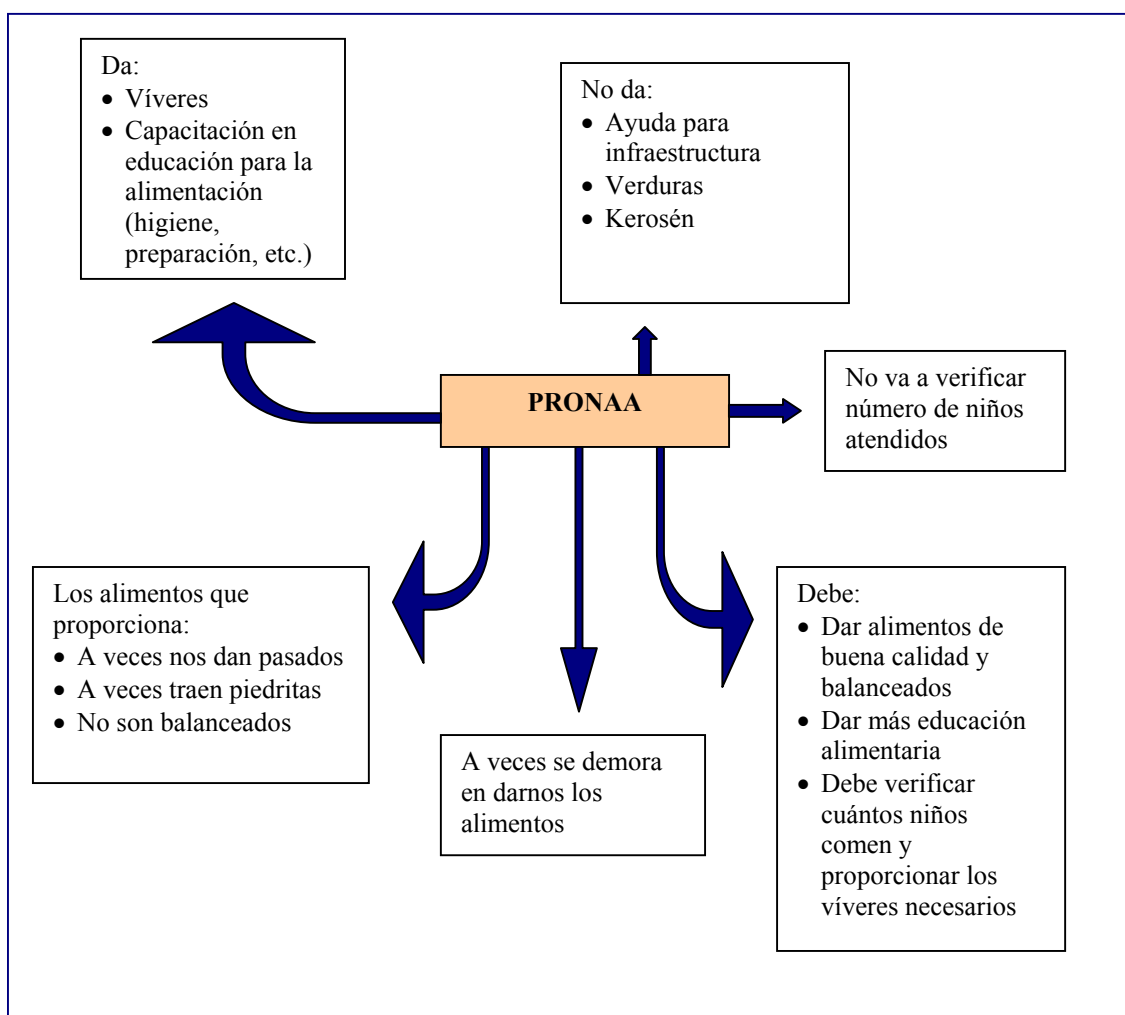 Da:
• Víveres
• Capacitación en
educación para la
alimentación
(higiene,
preparación, etc.)
No da:
• Ayuda para
infraestructura
• Verduras
• Kerosén
PRONAA
No va a verificar
número de niños
atendidos
Los alimentos que
proporciona:
• A veces nos dan pasados
• A veces traen piedritas
• No son balanceados
A veces se demora
en darnos los
alimentos
Debe:
• Dar alimentos de
buena calidad y
balanceados
• Dar más educación
alimentaria
• Debe verificar
cuántos niños
comen y
proporcionar los
víveres necesarios